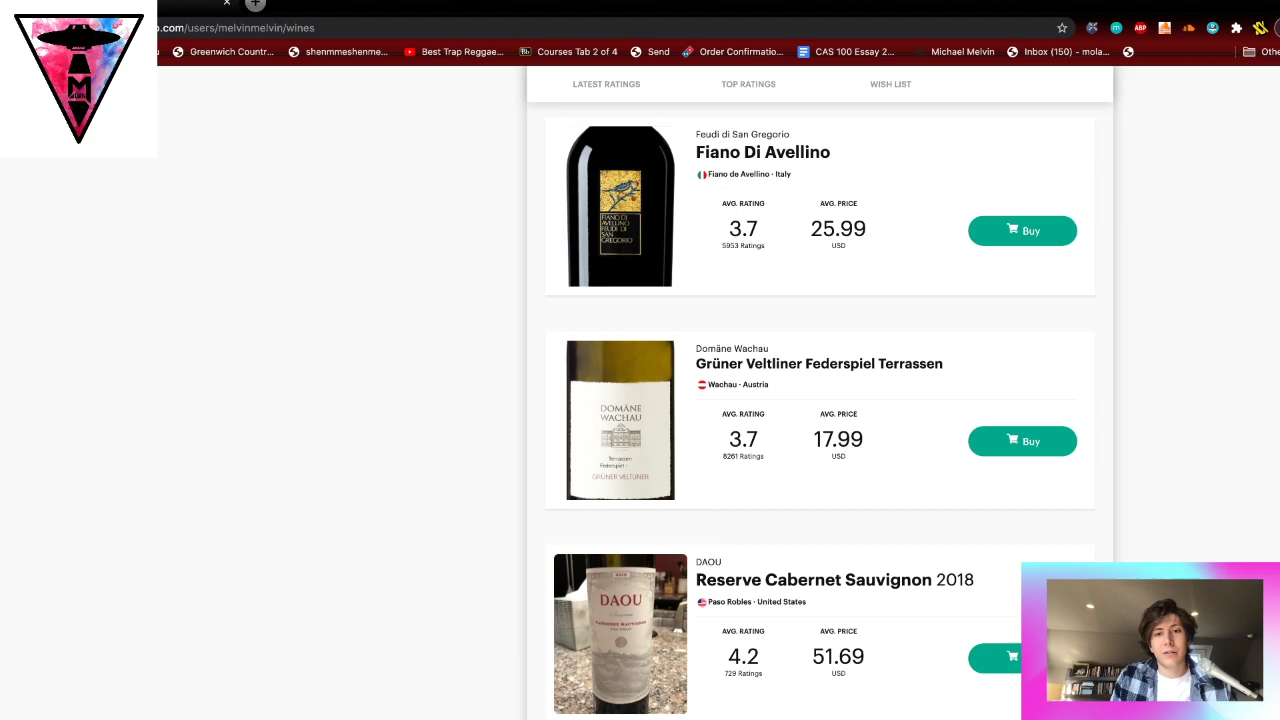 o.com/users/melvinmelvin/wines
Greenwich Countr...
shenmmeshenme...
Best Trap Reggae...
Courses Tab 2 of 4
Send
Order Confirmatio...
CAS 100 Essay 2...
Michael Melvin
Inbox (150) – mola...
Othe
M
LATEST RATINGS
TOP RATINGS
WISH LIST
Feudi di San Gregorio
Fiano Di Avellino
Fiano de Avellino · Italy
AVG. RATING
AVG. PRICE
3.7
25.99
5953 Ratings
USD
Buy
FIANO DI
AVELLINO
FEUDI DI
SAN
GREGORIO
Domäne Wachau
Grüner Veltliner Federspiel Terrassen
Wachau · Austria
AVG. RATING
AVG. PRICE
3.7
17.99
8261 Ratings
USD
Buy
DOMÄNE
WACHAU
Terrassen
Federspiel
GRÜNER VELTLINER
DAOU
Reserve Cabernet Sauvignon 2018
Paso Robles · United States
AVG. RATING
AVG. PRICE
4.2
51.69
729 Ratings
USD
DAOU
CABERNET SAUVIGNON